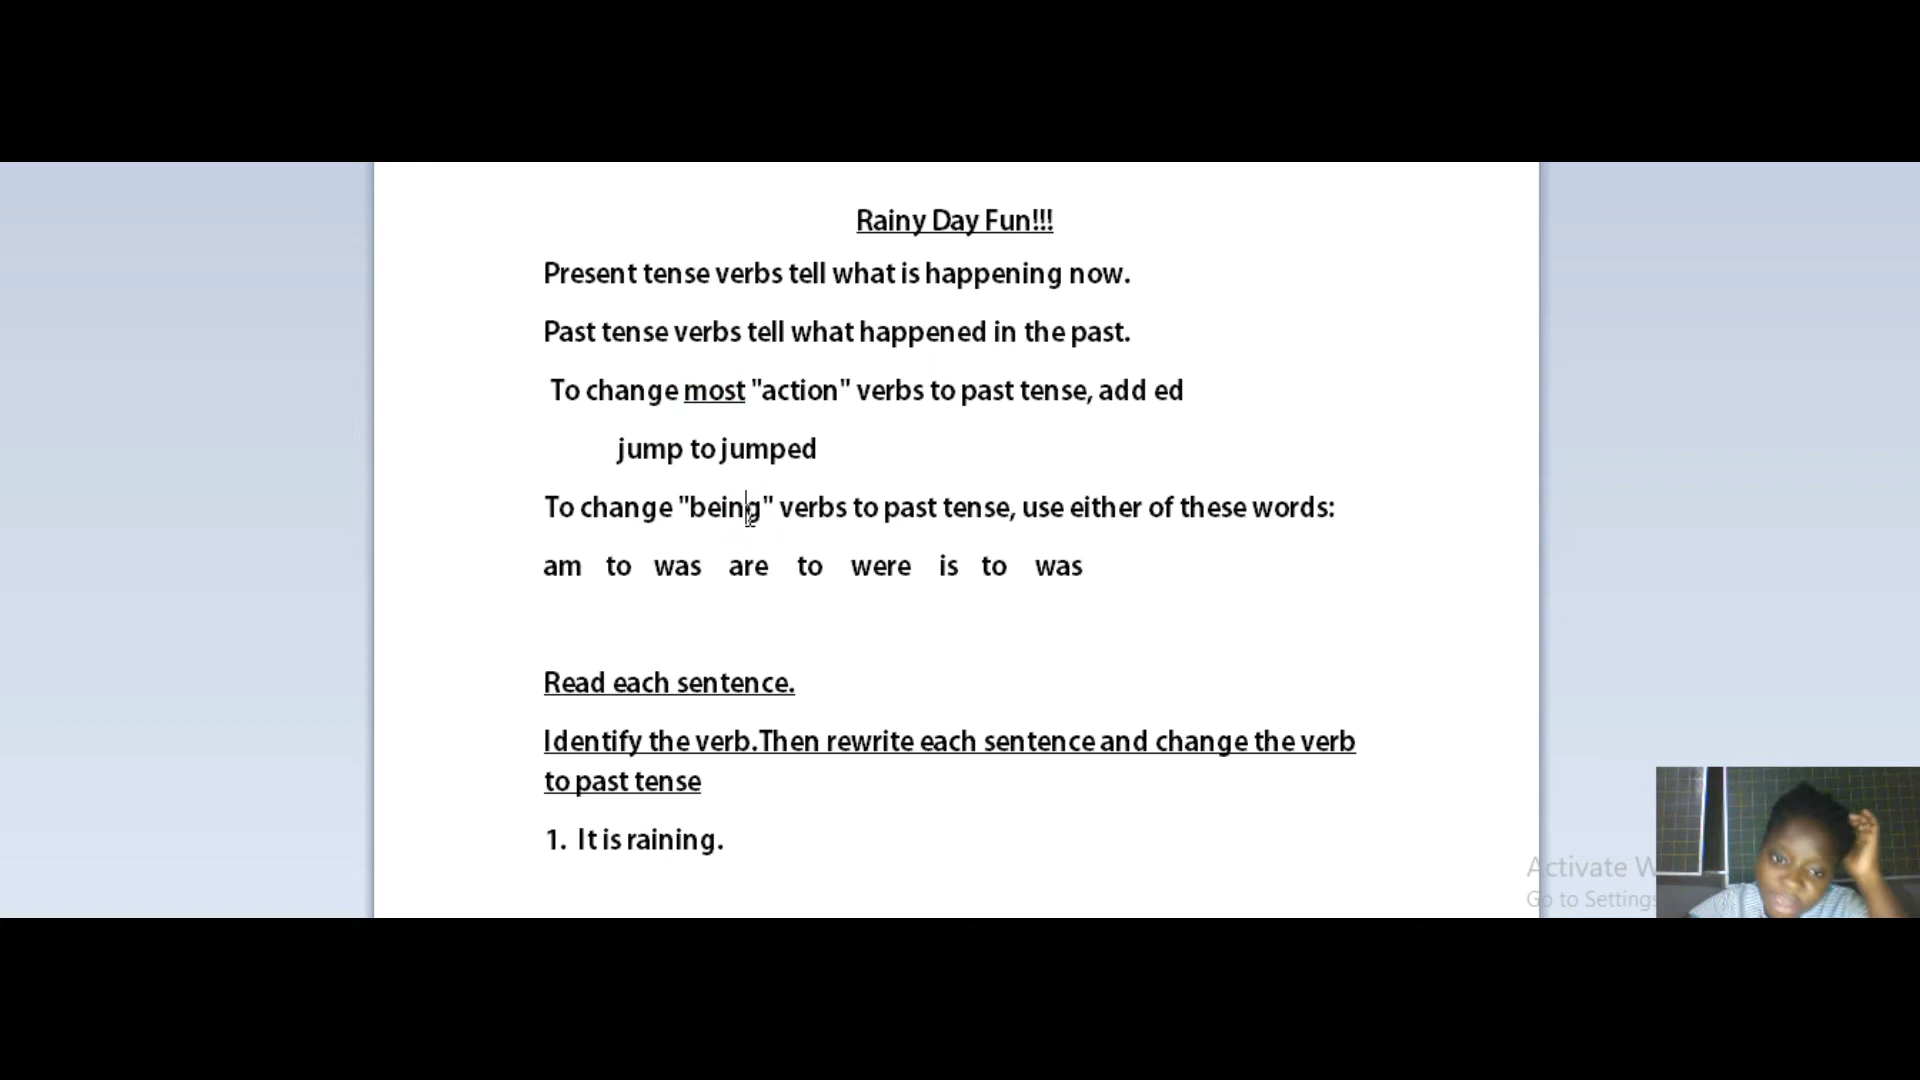 Rainy Day Fun!!!
Present tense verbs tell what is happening now.
Past tense verbs tell what happened in the past.
To change most "action" verbs to past tense, add ed
jump to jumped
To change "being" verbs to past tense, use either of these words:
am to was are to were is to was
Read each sentence.
Identify the verb.Then rewrite each sentence and change the verb
to past tense
1. It is raining.
Activate
Go to Settings